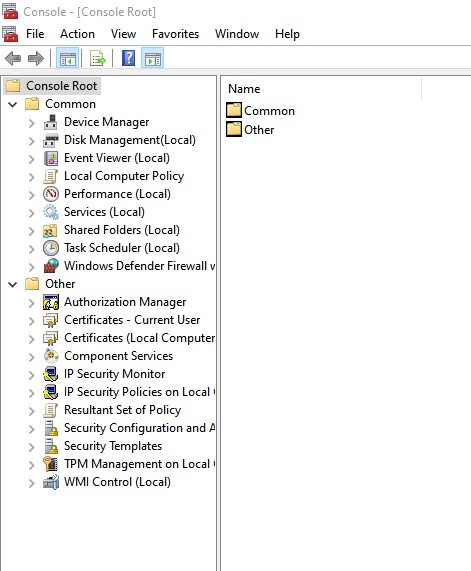 Console - [Console Root]
File Action View Favorites Window Help
Console Root
Common
Device Manager
Disk Management(Local)
Event Viewer (Local)
Local Computer Policy
Performance (Local)
Services (Local)
Shared Folders (Local)
Task Scheduler (Local)
Windows Defender Firewall w
Other
Authorization Manager
Certificates - Current User
Certificates (Local Computer
Component Services
IP Security Monitor
IP Security Policies on Local
Resultant Set of Policy
Security Configuration and A
Security Templates
TPM Management on Local
WMI Control (Local)
Name
Common
Other